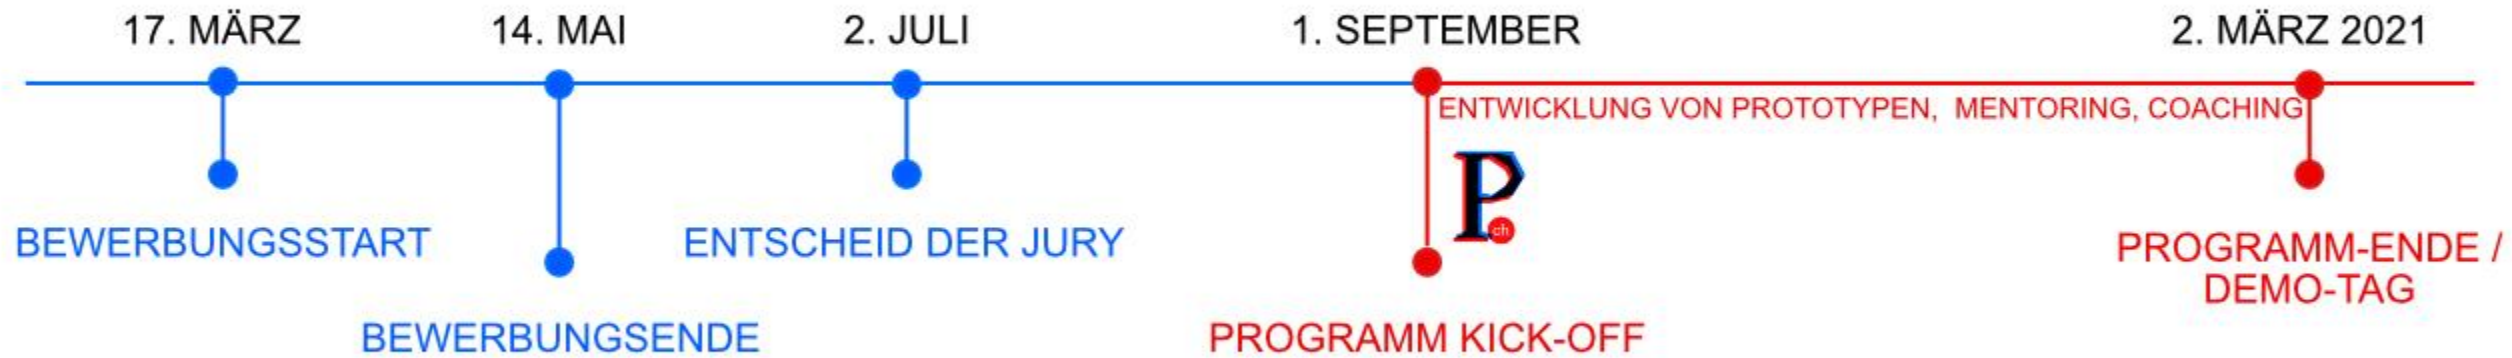 17. MÄRZ
14. MAI
2. JULI
1. SEPTEMBER
2. MÄRZ 2021
ENTWICKLUNG VON PROTOTYPEN, MENTORING, COACHING
P.ch
BEWERBUNGSSTART
ENTSCHEID DER JURY
PROGRAMM-ENDE /
DEMO-TAG
BEWERBUNGSENDE
PROGRAMM KICK-OFF